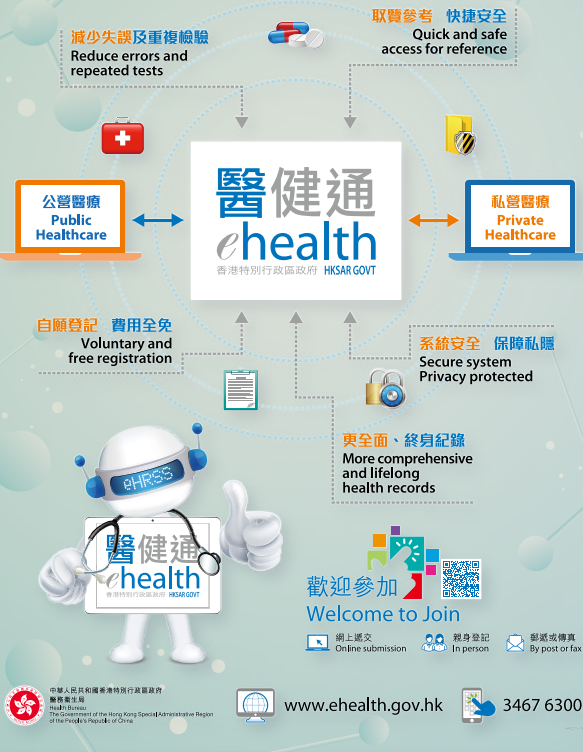 減少失誤及重複檢驗
Reduce errors and
repeated tests
取覽參考 快捷安全
Quick and safe
access for reference
公營醫療
Public
Healthcare
醫健通
ehealth
香港特別行政區政府 HKSAR GOVT
私營醫療
Private
Healthcare
自願登記 費用全免
Voluntary and
free registration
系統安全 保障私隱
Secure system
Privacy protected
更全面、終身紀錄
More comprehensive
and lifelong
health records
eHRSS
醫健通
ehealth
香港特別行政區政府 HKSAR GOVT
歡迎參加
Welcome to Join
網上遞交
Online submission
親身登記
In person
郵遞或傳真
By post or fax
中華人民共和國香港特別行政區政府
醫務衞生局
Health Bureau
The Government of the Hong Kong Special Administrative Region
of the People's Republic of China
www.ehealth.gov.hk
3467 6300